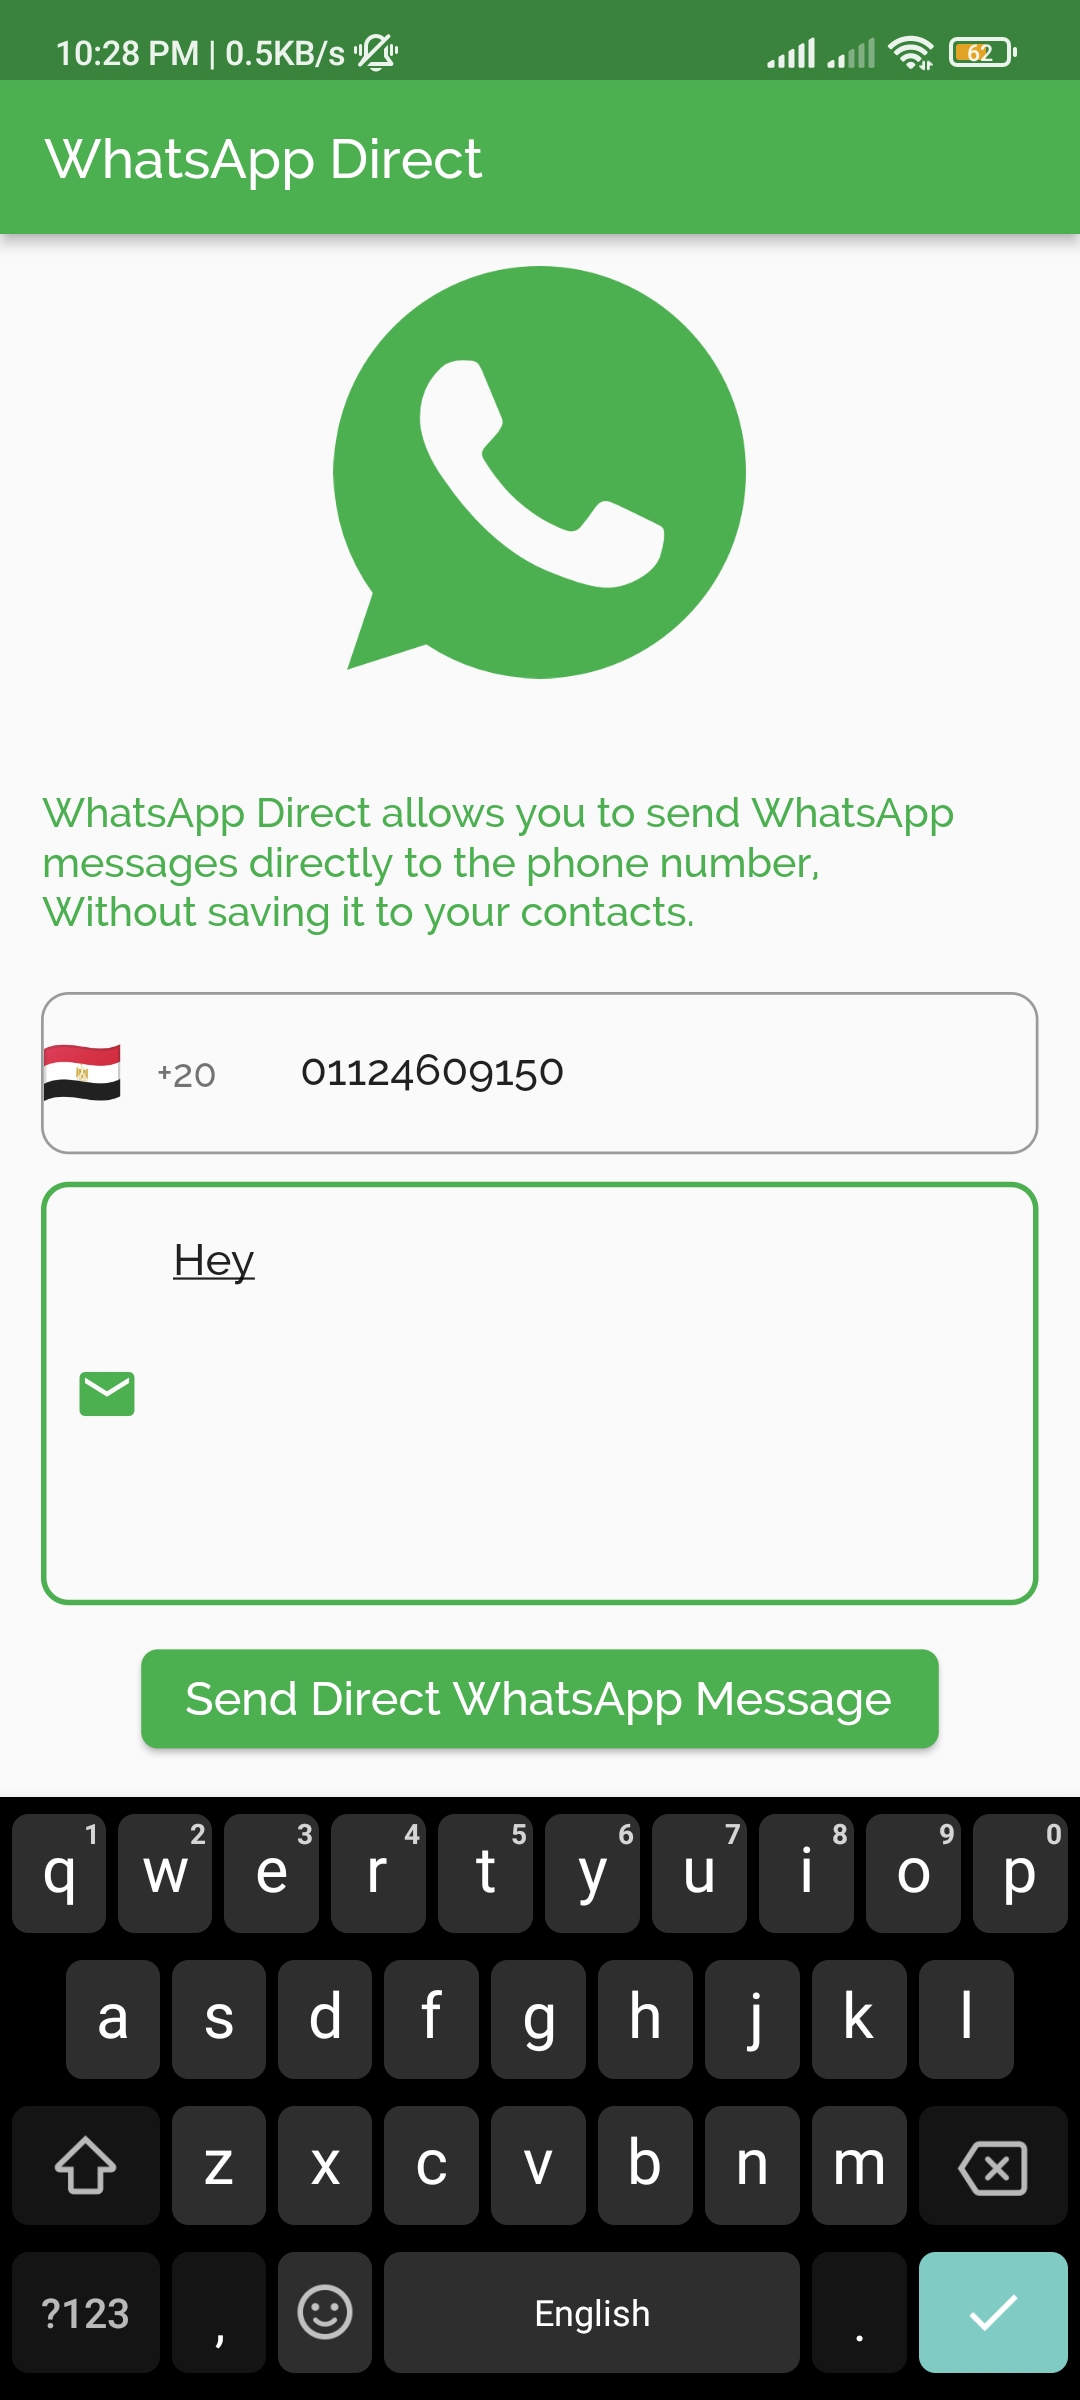 10:28 PM | 0.5KB/s
62
WhatsApp Direct
WhatsApp Direct allows you to send WhatsApp
messages directly to the phone number,
Without saving it to your contacts.
+20 01124609150
Hey
Send Direct WhatsApp Message
1 2 3 4 5 6 7 8 9 0
q w e r t y u i o p
a s d f g h j k l
z x c v b n m
?123 , English .